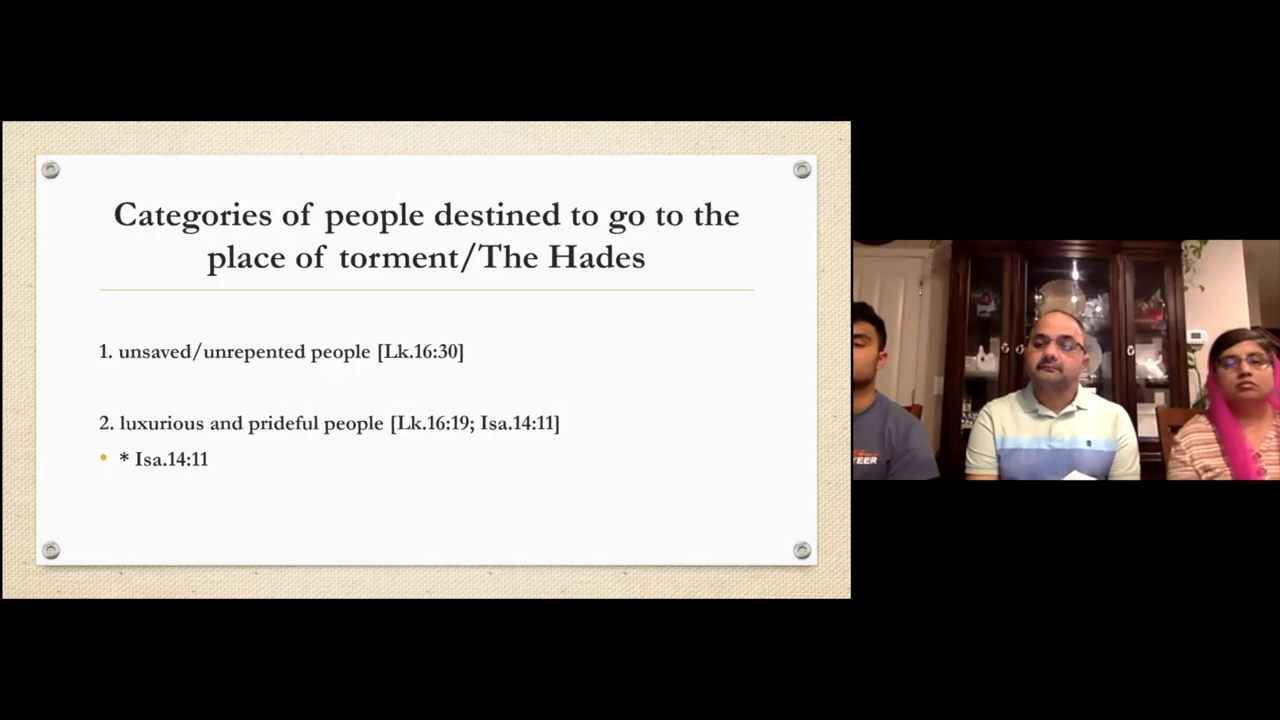 Categories of people destined to go to the
place of torment/The Hades
1. unsaved/unrepented people [Lk.16:30]
2. luxurious and prideful people [Lk.16:19; Isa.14:11]
* Isa.14:11